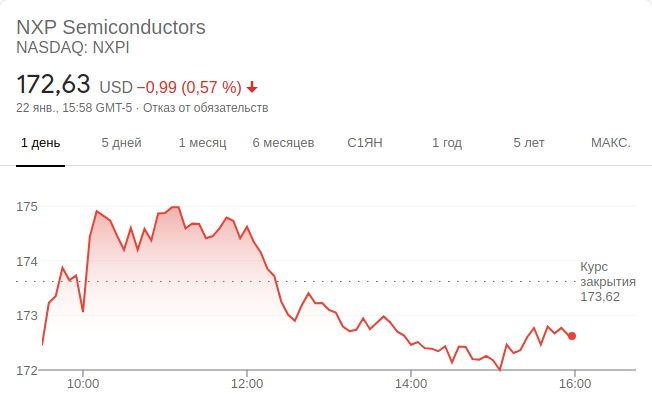 NXP Semiconductors
NASDAQ: NXPI
172,63 USD −0,99 (0,57 %)
22 янв., 15:58 GMT-5 · Отказ от обязательств
1 день 5 дней 1 месяц 6 месяцев С1ЯН 1 год 5 лет МАКС.
175
174
Курс
закрытия
173,62
173
172
10:00 12:00 14:00 16:00